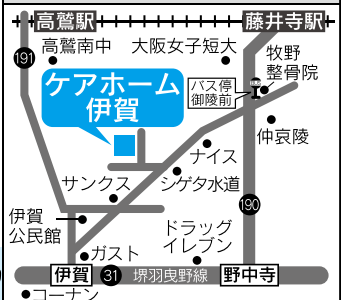 高鷲駅
藤井寺駅
高鷲南中
大阪女子短大
191
牧野
整骨院
ケアホーム
伊賀
バス停
御陵前
仲哀陵
ナイス
サンクス
シゲタ水道
190
伊賀
公民館
ドラッグ
イレブン
ガスト
伊賀
31
堺羽曳野線
野中寺
コーナン